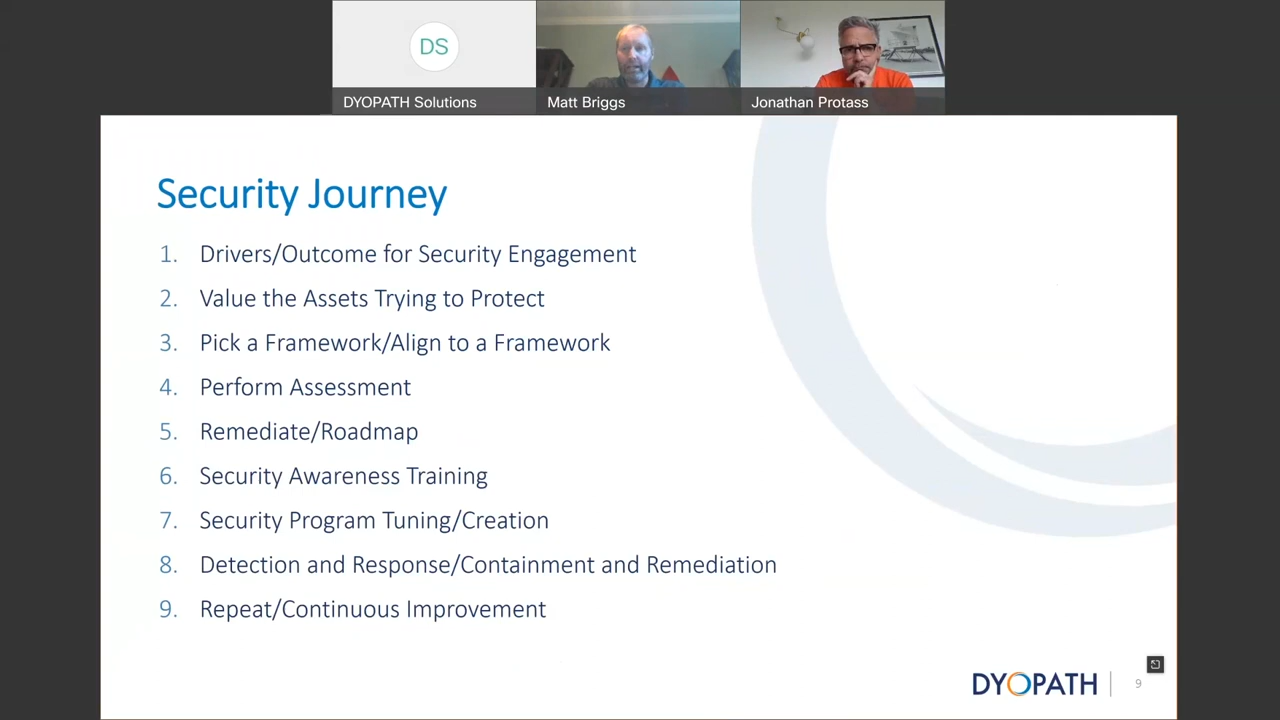 DS
DYOPATH Solutions
Matt Briggs
Jonathan Protass
Security Journey
1. Drivers/Outcome for Security Engagement
2. Value the Assets Trying to Protect
3. Pick a Framework/Align to a Framework
4. Perform Assessment
5. Remediate/Roadmap
6. Security Awareness Training
7. Security Program Tuning/Creation
8. Detection and Response/Containment and Remediation
9. Repeat/Continuous Improvement
DYOPATH
9